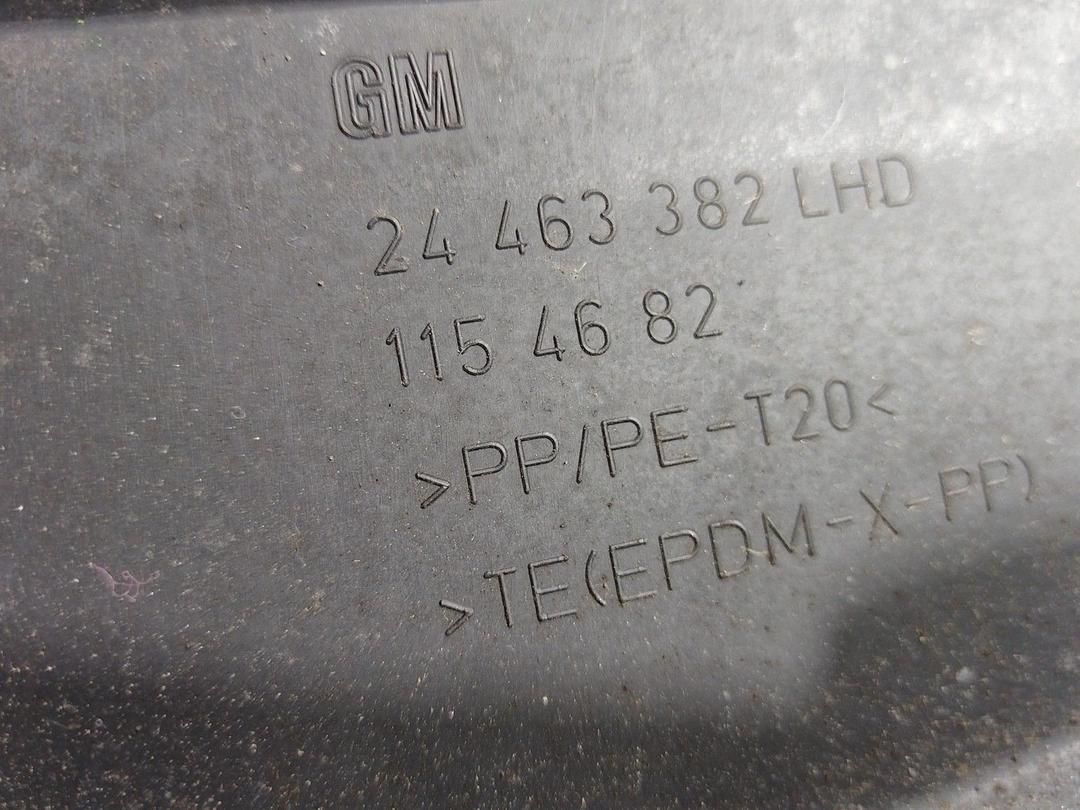 GM
24 463 382 LHD
115 46 82
>PP/PE-T20<
>TE(EPDM-X-PP)